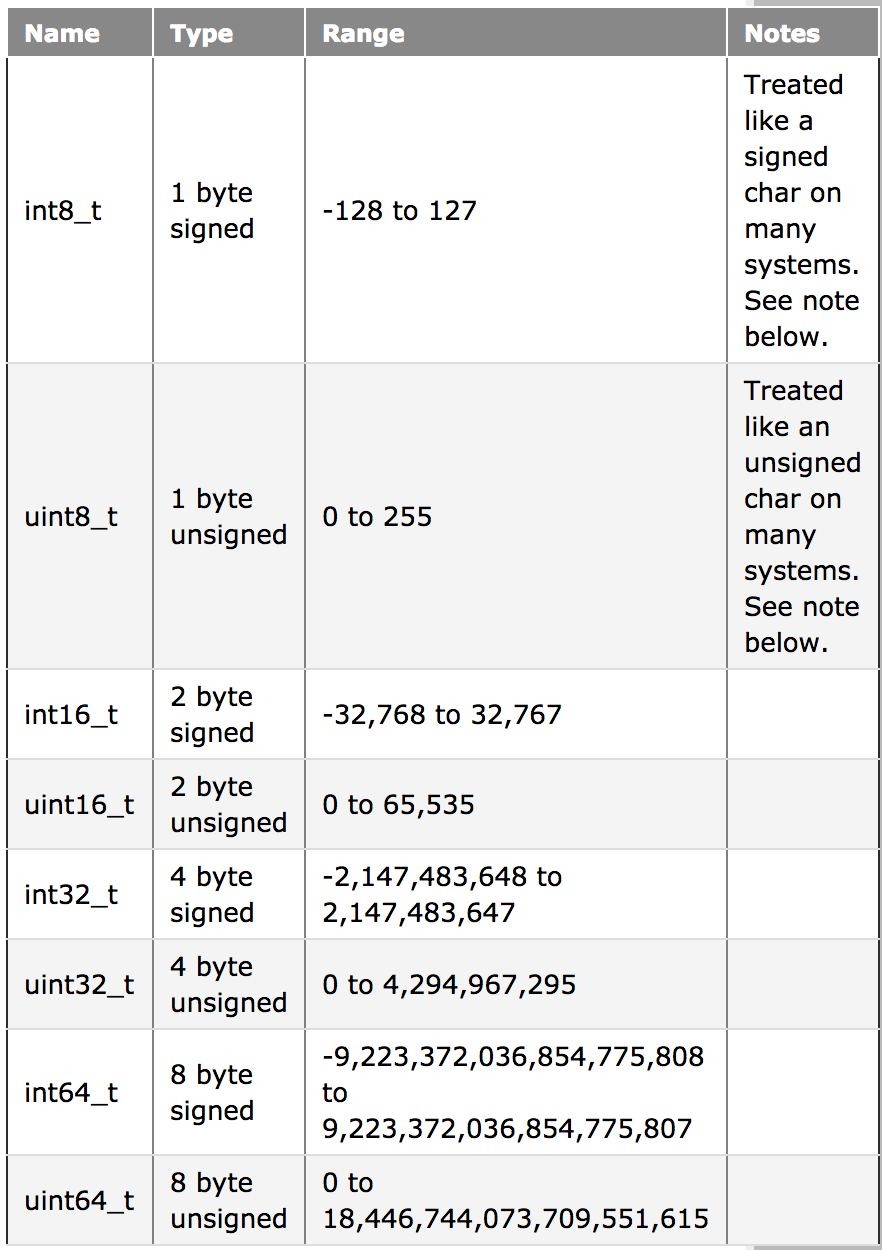 Name Type Range Notes
Treated
like a
signed
char on
many
systems.
See note
below.
int8_t
1 byte
signed
-128 to 127
Treated
like an
unsigned
char on
many
systems.
See note
below.
uint8_t
1 byte
unsigned
0 to 255
int16_t
2 byte
signed
-32,768 to 32,767
uint16_t
2 byte
unsigned
0 to 65,535
int32_t
4 byte
signed
-2,147,483,648 to
2,147,483,647
uint32_t
4 byte
unsigned
0 to 4,294,967,295
int64_t
8 byte
signed
-9,223,372,036,854,775,808
to
9,223,372,036,854,775,807
uint64_t
8 byte
unsigned
0 to
18,446,744,073,709,551,615